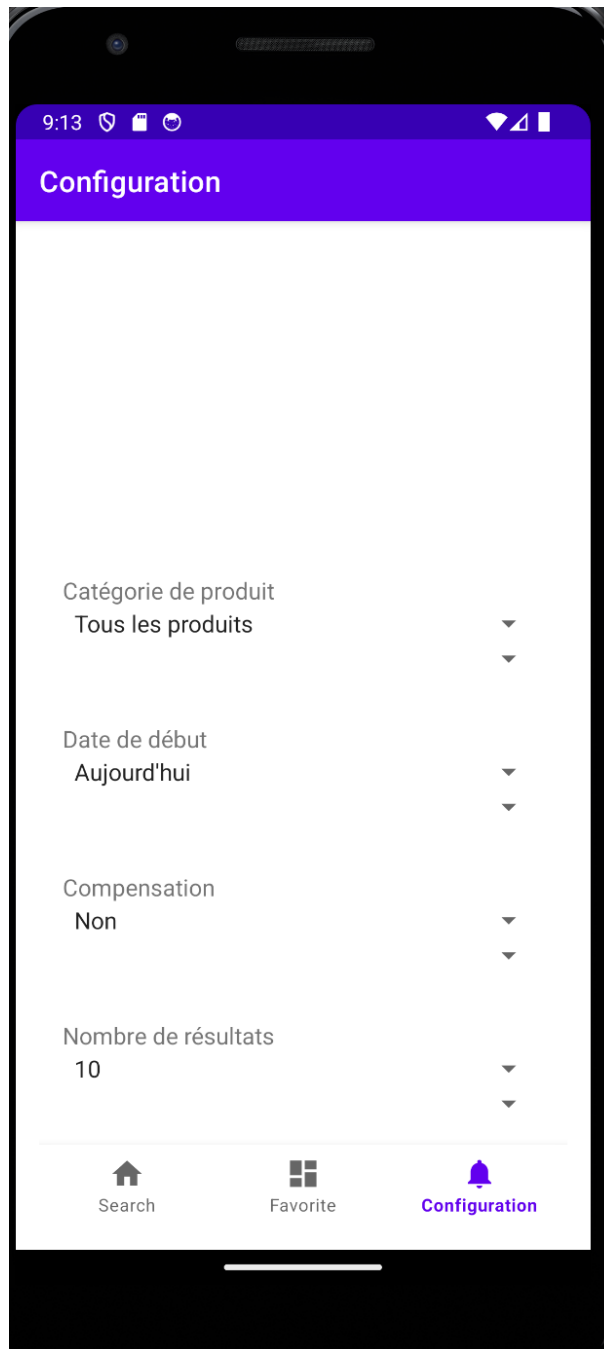 9:13
Configuration
Catégorie de produit
Tous les produits
Date de début
Aujourd'hui
Compensation
Non
Nombre de résultats
10
Search Favorite Configuration